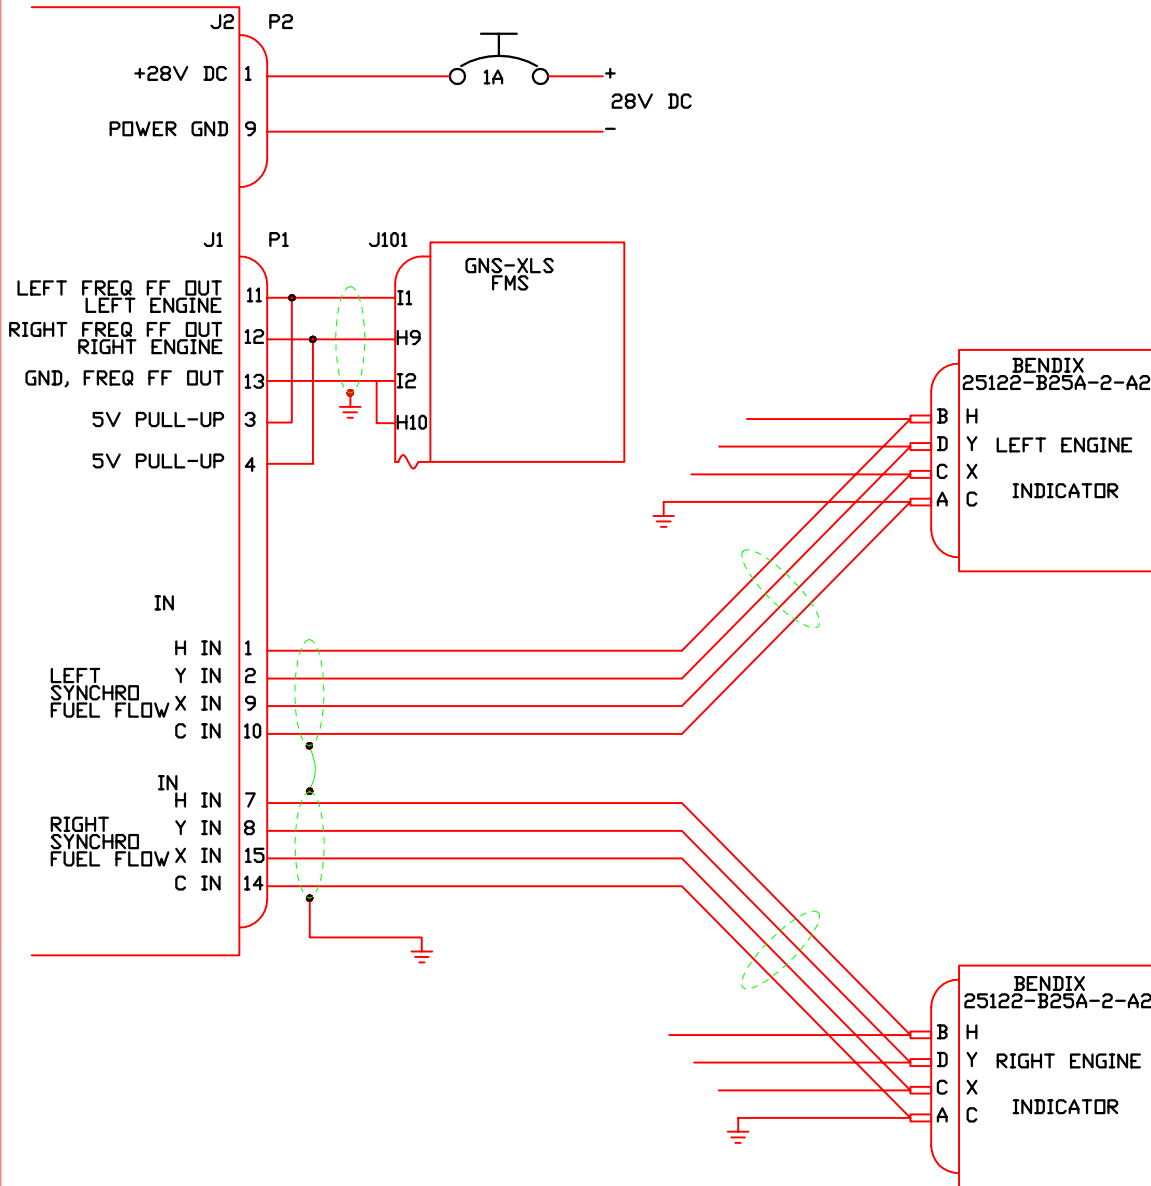 J2 P2
+28V DC 1 1A +
28V DC
POWER GND 9 -
J1 P1 J101
GNS-XLS
FMS
LEFT FREQ FF OUT
LEFT ENGINE 11 I1
RIGHT FREQ FF OUT
RIGHT ENGINE 12 H9
GND, FREQ FF OUT 13 I2
5V PULL-UP 3 H10
5V PULL-UP 4
BENDIX
25122-B25A-2-A2
B H
D Y LEFT ENGINE
C X
INDICATOR
A C
IN
H IN 1
Y IN 2
LEFT
SYNCHRO
FUEL FLOW
X IN 9
C IN 10
IN
H IN 7
Y IN 8
RIGHT
SYNCHRO
FUEL FLOW
X IN 15
C IN 14
BENDIX
25122-B25A-2-A2
B H
D Y RIGHT ENGINE
C X
INDICATOR
A C